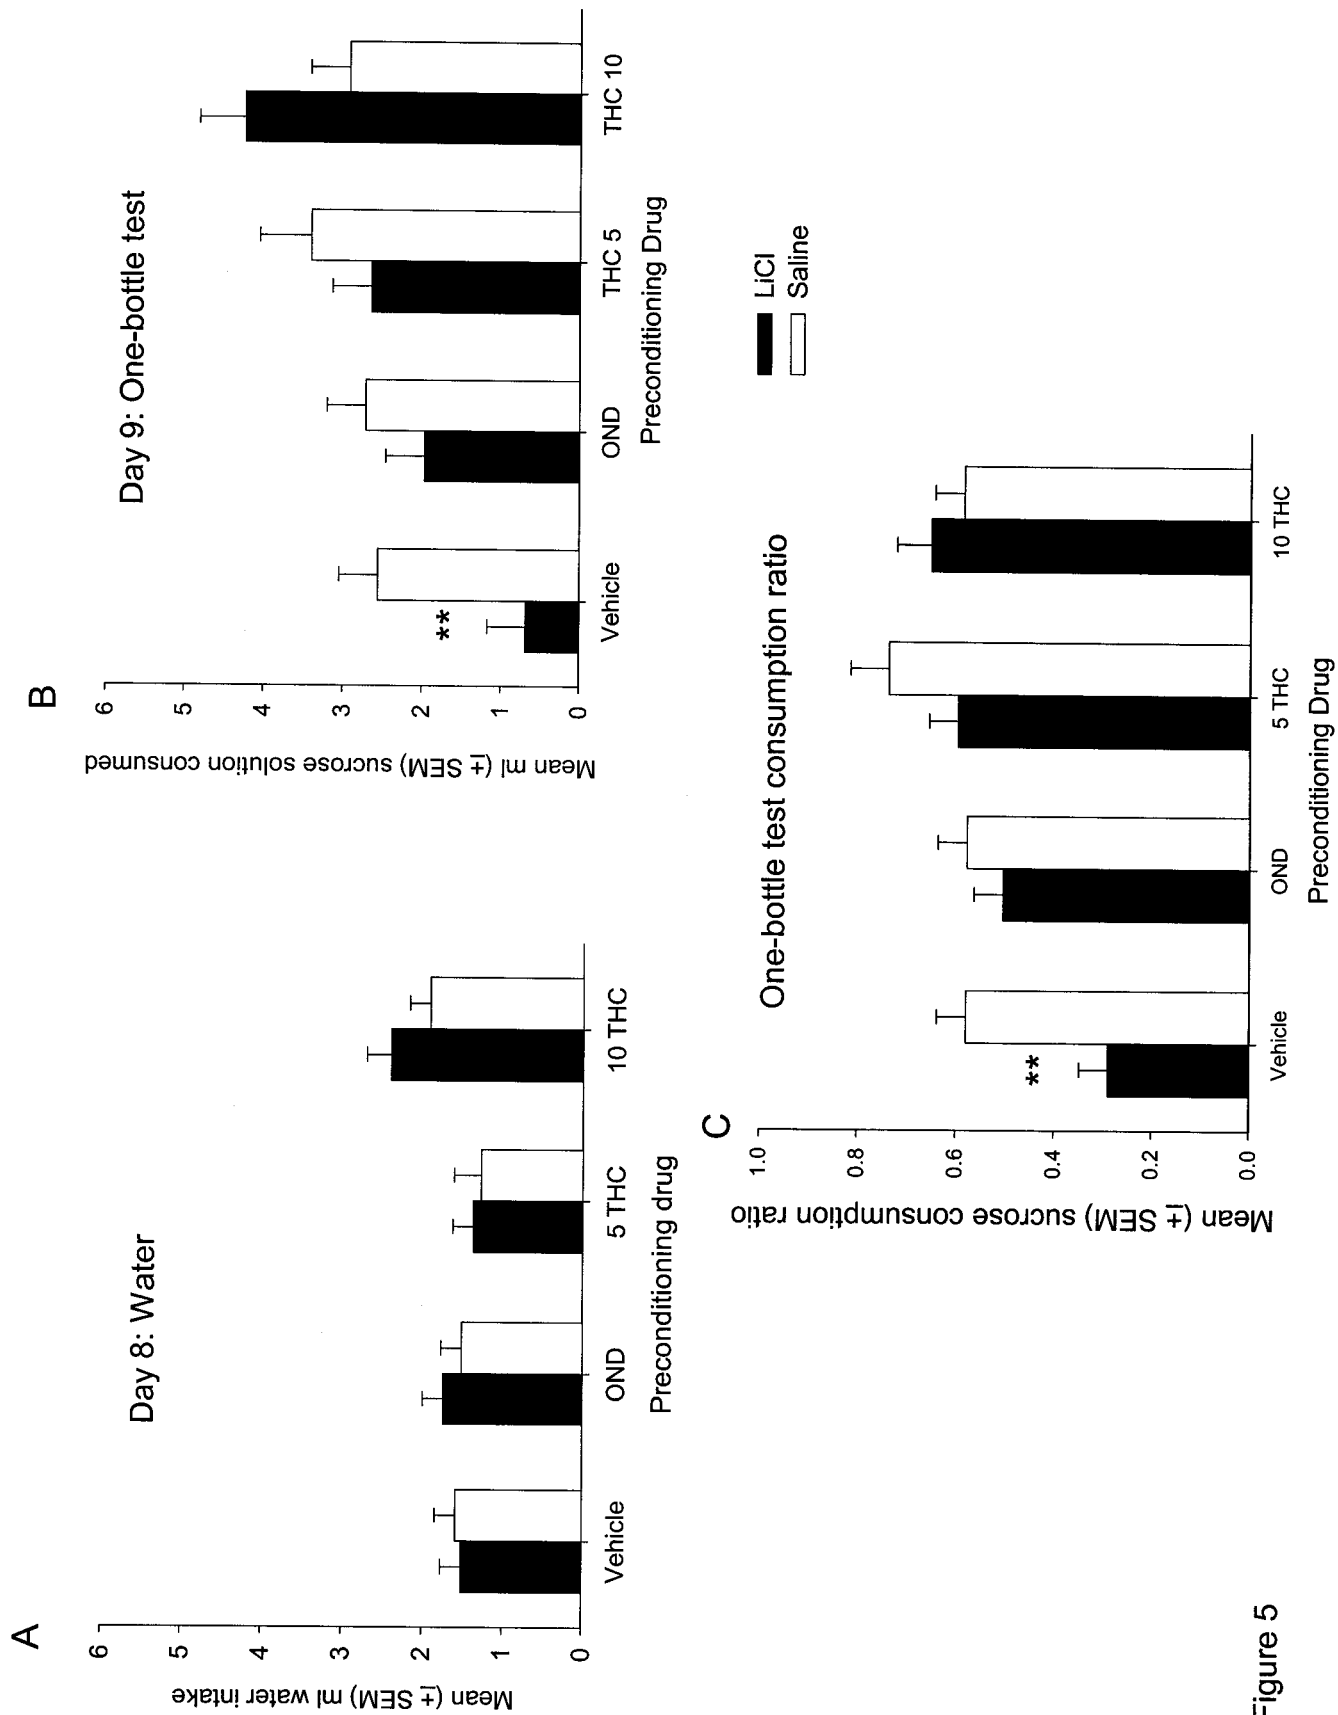 A
Day 8: Water
Mean (± SEM) ml water intake
6
5
4
3
2
1
0
Vehicle
OND
5 THC
10 THC
Preconditioning drug
B
Day 9: One-bottle test
Mean ml (± SEM) sucrose solution consumed
6
5
4
3
2
1
0
**
Vehicle
OND
THC 5
THC 10
Preconditioning Drug
C
One-bottle test consumption ratio
Mean (± SEM) sucrose consumption ratio
1.0
0.8
0.6
0.4
0.2
0.0
**
Vehicle
OND
5 THC
10 THC
Preconditioning Drug
LiCl
Saline
Figure 5